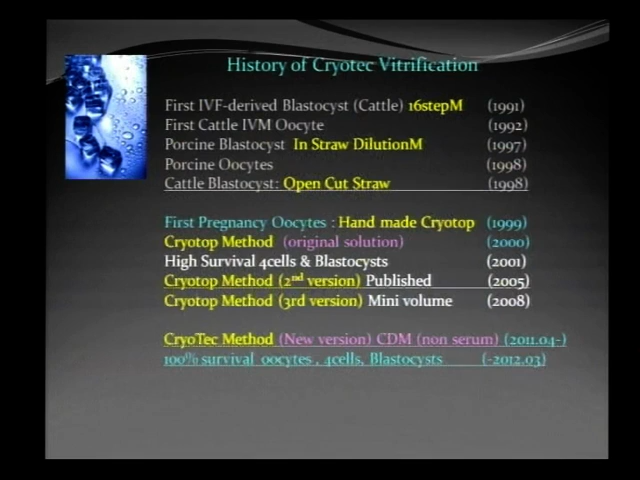 History of Cryotec Vitrification
First IVF-derived Blastocyst (Cattle) 16stepM (1991)
First Cattle IVM Oocyte (1992)
Porcine Blastocyst In Straw DilutionM (1997)
Porcine Oocytes (1998)
Cattle Blastocyst: Open Cut Straw (1998)
First Pregnancy Oocytes : Hand made Cryotop (1999)
Cryotop Method (original solution) (2000)
High Survival 4cells & Blastocysts (2001)
Cryotop Method (2nd version) Published (2005)
Cryotop Method (3rd version) Mini volume (2008)
CryoTec Method (New version) CDM (non serum) (2011.04-)
100% survival oocytes , 4cells, Blastocysts (-2012.03)